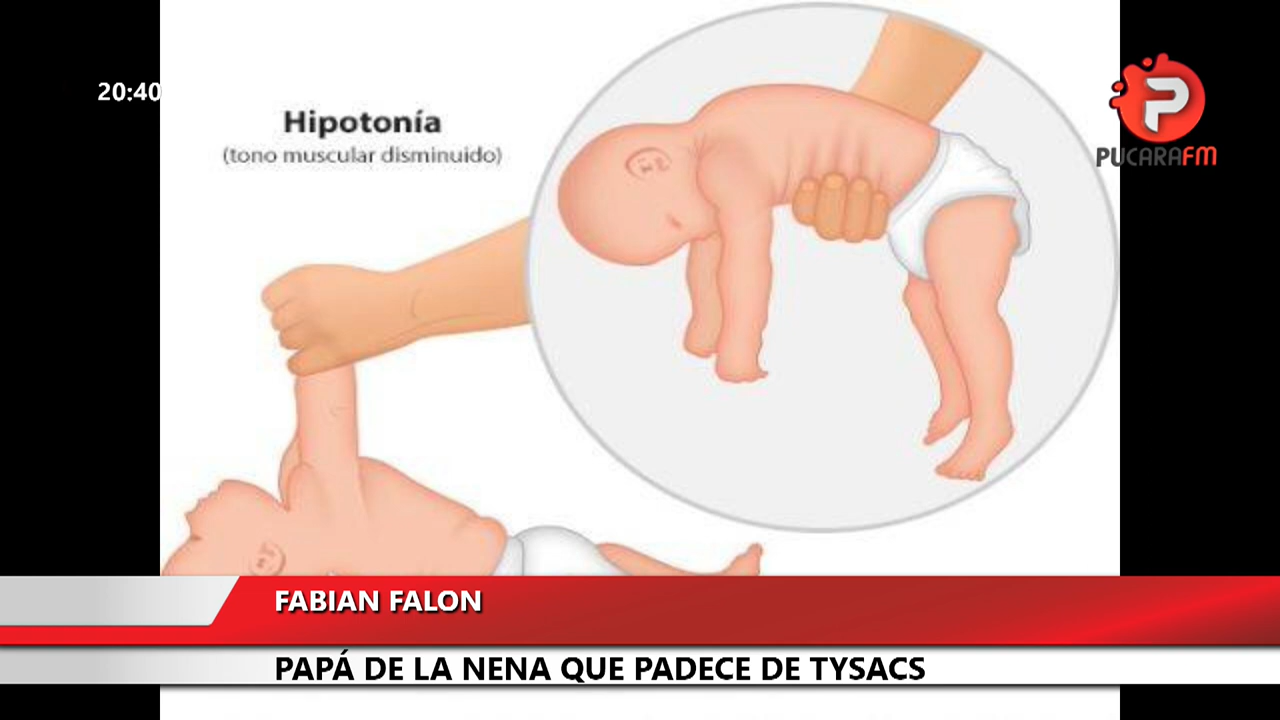 20:40
Hipotonía
(tono muscular disminuido)
PUCARAFM
FABIAN FALON
PAPÁ DE LA NENA QUE PADECE DE TYSACS